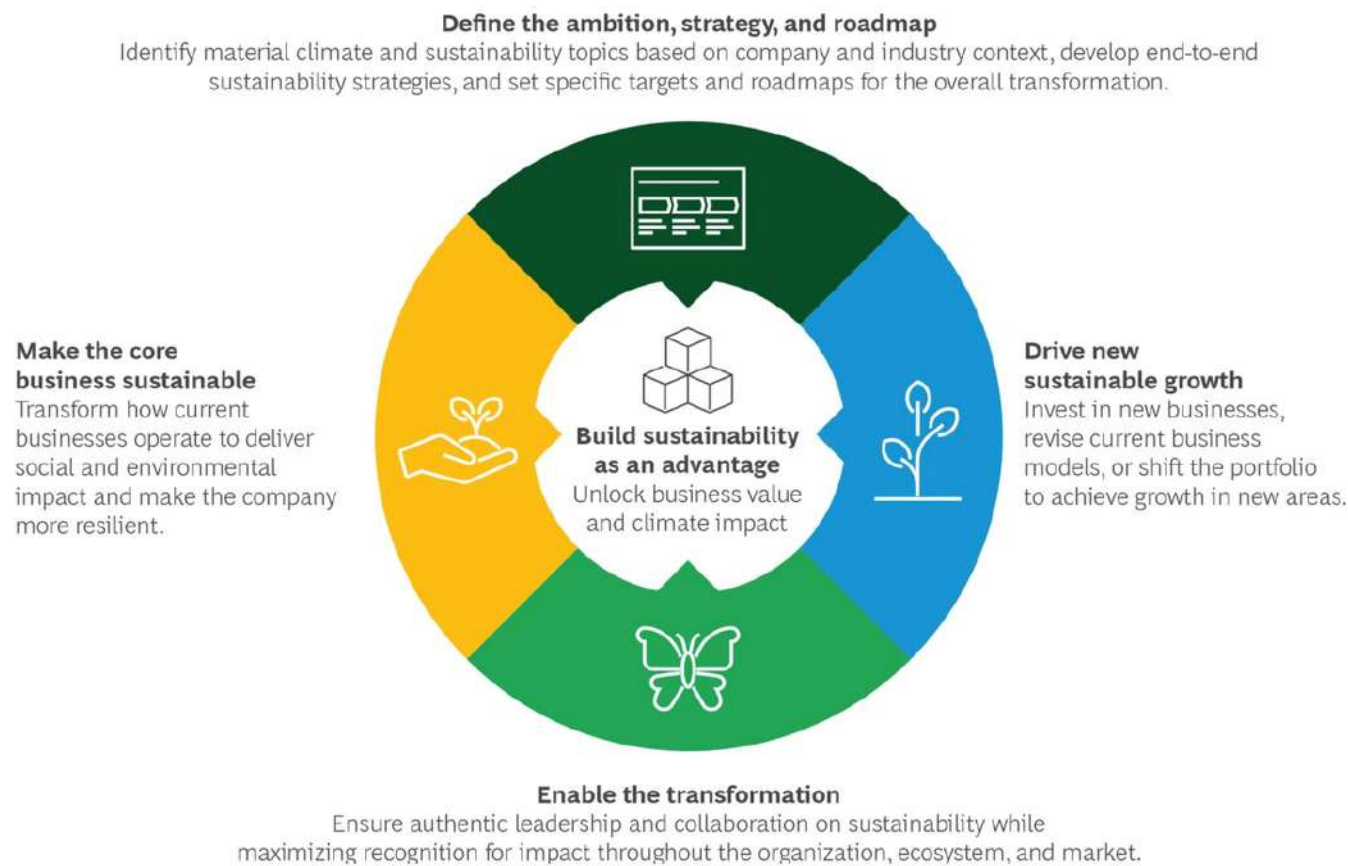 Define the ambition, strategy, and roadmap
Identify material climate and sustainability topics based on company and industry context, develop end-to-end
sustainability strategies, and set specific targets and roadmaps for the overall transformation.
Make the core
business sustainable
Transform how current
businesses operate to deliver
social and environmental
impact and make the company
more resilient.
Build sustainability
as an advantage
Unlock business value
and climate impact
Drive new
sustainable growth
Invest in new businesses,
revise current business
models, or shift the portfolio
to achieve growth in new areas.
Enable the transformation
Ensure authentic leadership and collaboration on sustainability while
maximizing recognition for impact throughout the organization, ecosystem, and market.